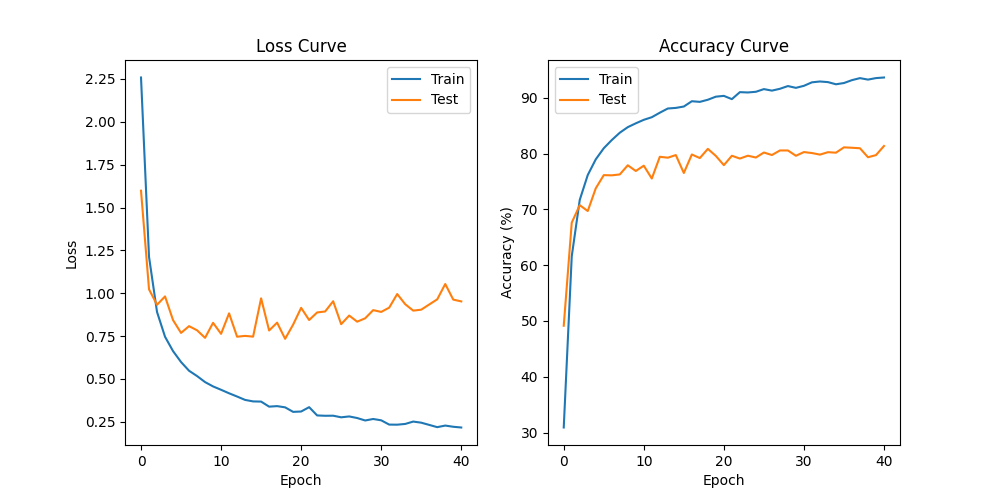 Loss Curve
Train
Test
2.25
2.00
1.75
1.50
1.25
1.00
0.75
0.50
0.25
Loss
0 10 20 30 40
Epoch
Accuracy Curve
Train
Test
90
80
70
60
50
40
30
Accuracy (%)
0 10 20 30 40
Epoch